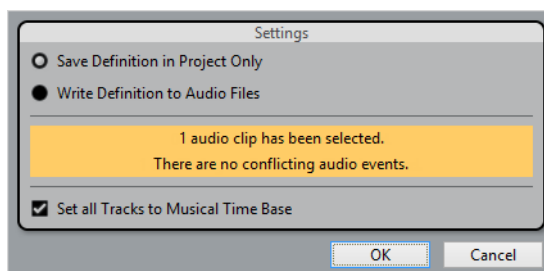 Settings
Save Definition in Project Only
Write Definition to Audio Files
1 audio clip has been selected.
There are no conflicting audio events.
Set all Tracks to Musical Time Base
OK
Cancel